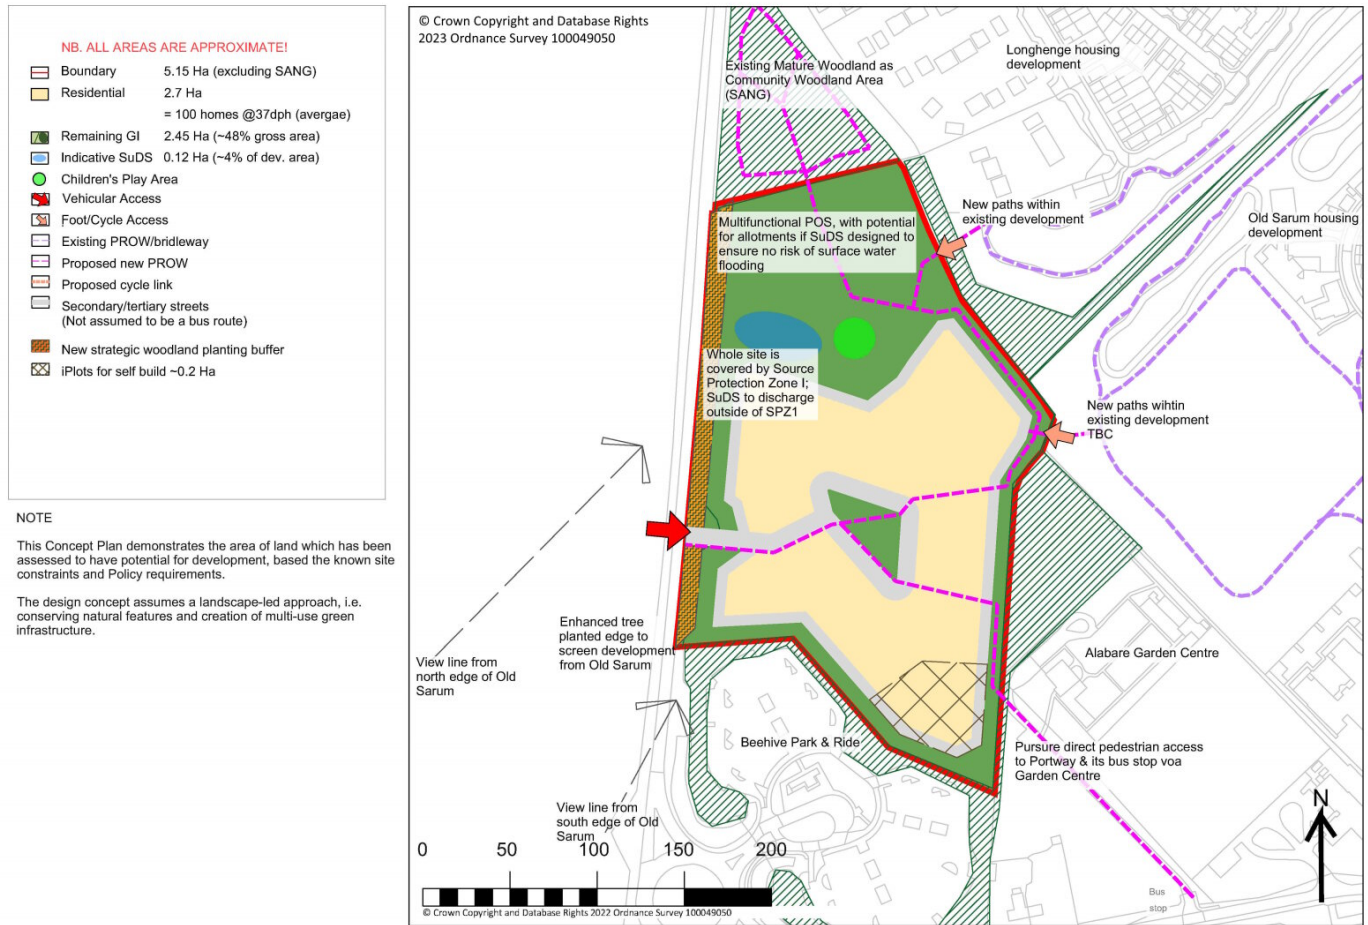 NB. ALL AREAS ARE APPROXIMATE!
Boundary 5.15 Ha (excluding SANG)
Residential 2.7 Ha
= 100 homes @37dph (avergae)
Remaining GI 2.45 Ha (~48% gross area)
Indicative SuDS 0.12 Ha (~4% of dev. area)
Children's Play Area
Vehicular Access
Foot/Cycle Access
Existing PROW/bridleway
Proposed new PROW
Proposed cycle link
Secondary/tertiary streets
(Not assumed to be a bus route)
New strategic woodland planting buffer
iPlots for self build ~0.2 Ha
NOTE
This Concept Plan demonstrates the area of land which has been
assessed to have potential for development, based the known site
constraints and Policy requirements.
The design concept assumes a landscape-led approach, i.e.
conserving natural features and creation of multi-use green
infrastructure.
© Crown Copyright and Database Rights
2023 Ordnance Survey 100049050
Existing Mature Woodland as
Community Woodland Area
(SANG)
Longhenge housing
development
New paths within
existing development
Old Sarum housing
development
Multifunctional POS, with potential
for allotments if SuDS designed to
ensure no risk of surface water
flooding
Whole site is
covered by Source
Protection Zone I;
SuDS to discharge
outside of SPZ1
New paths wihtin
existing development
TBC
Enhanced tree
planted edge to
screen development
from Old Sarum
View line from
north edge of Old
Sarum
Alabare Garden Centre
Beehive Park & Ride
Pursure direct pedestrian access
to Portway & its bus stop voa
Garden Centre
View line from
south edge of Old
Sarum
N
0 50 100 150 200
Bus
stop
© Crown Copyright and Database Rights 2022 Ordnance Survey 100049050